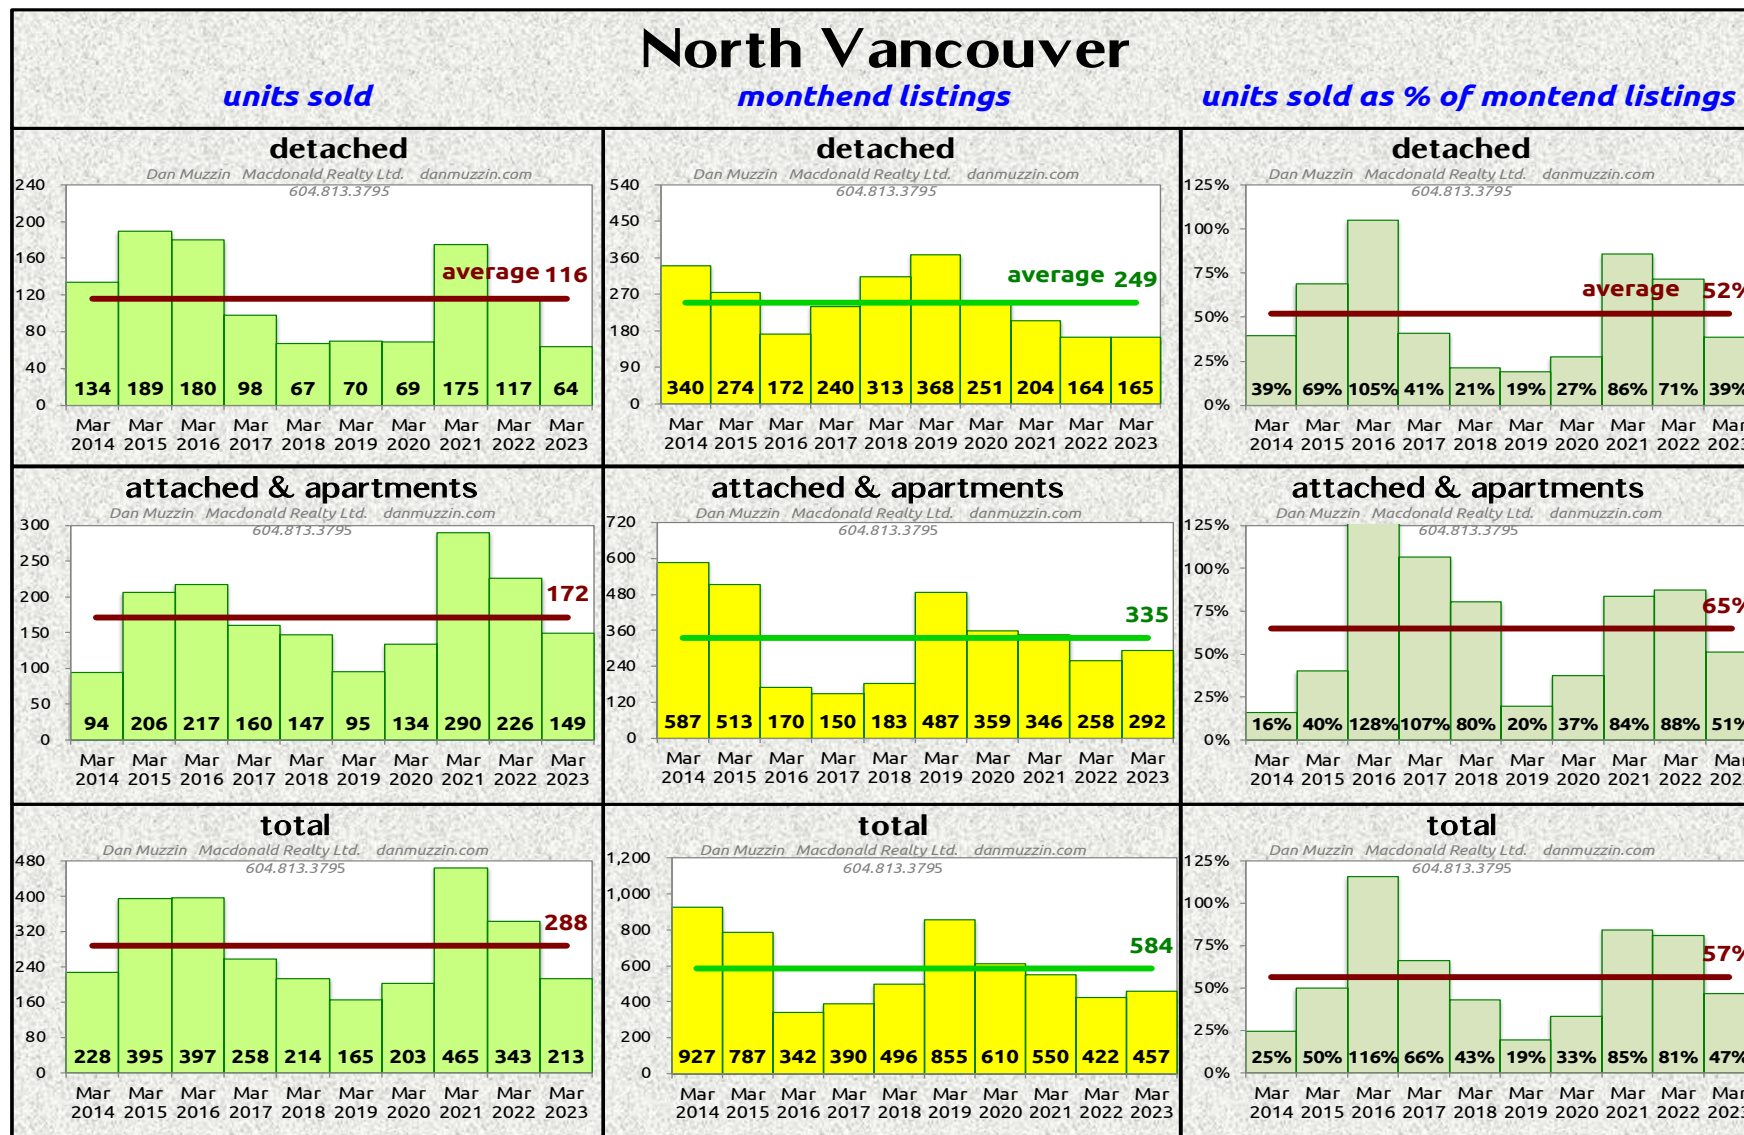 North Vancouver
units sold
monthend listings
units sold as % of montend listings
detached
Dan Muzzin Macdonald Realty Ltd. danmuzzin.com
604.813.3795
240
200
160
120
80
40
0
average 116
134 189 180 98 67 70 69 175 117 64
Mar Mar Mar Mar Mar Mar Mar Mar Mar Mar
2014 2015 2016 2017 2018 2019 2020 2021 2022 2023
detached
Dan Muzzin Macdonald Realty Ltd. danmuzzin.com
604.813.3795
540
450
360
270
180
90
0
average 249
340 274 172 240 313 368 251 204 164 165
Mar Mar Mar Mar Mar Mar Mar Mar Mar Mar
2014 2015 2016 2017 2018 2019 2020 2021 2022 2023
detached
Dan Muzzin Macdonald Realty Ltd. danmuzzin.com
604.813.3795
125%
100%
75%
50%
25%
0%
average 52%
39% 69% 105% 41% 21% 19% 27% 86% 71% 39%
Mar Mar Mar Mar Mar Mar Mar Mar Mar Mar
2014 2015 2016 2017 2018 2019 2020 2021 2022 2023
attached & apartments
Dan Muzzin Macdonald Realty Ltd. danmuzzin.com
604.813.3795
300
250
200
150
100
50
0
172
94 206 217 160 147 95 134 290 226 149
Mar Mar Mar Mar Mar Mar Mar Mar Mar Mar
2014 2015 2016 2017 2018 2019 2020 2021 2022 2023
attached & apartments
Dan Muzzin Macdonald Realty Ltd. danmuzzin.com
604.813.3795
720
600
480
360
240
120
0
335
587 513 170 150 183 487 359 346 258 292
Mar Mar Mar Mar Mar Mar Mar Mar Mar Mar
2014 2015 2016 2017 2018 2019 2020 2021 2022 2023
attached & apartments
Dan Muzzin Macdonald Realty Ltd. danmuzzin.com
604.813.3795
125%
100%
75%
50%
25%
0%
65%
16% 40% 128% 107% 80% 20% 37% 84% 88% 51%
Mar Mar Mar Mar Mar Mar Mar Mar Mar Mar
2014 2015 2016 2017 2018 2019 2020 2021 2022 2023
total
Dan Muzzin Macdonald Realty Ltd. danmuzzin.com
604.813.3795
480
400
320
240
160
80
0
288
228 395 397 258 214 165 203 465 343 213
Mar Mar Mar Mar Mar Mar Mar Mar Mar Mar
2014 2015 2016 2017 2018 2019 2020 2021 2022 2023
total
Dan Muzzin Macdonald Realty Ltd. danmuzzin.com
604.813.3795
1,200
1,000
800
600
400
200
0
584
927 787 342 390 496 855 610 550 422 457
Mar Mar Mar Mar Mar Mar Mar Mar Mar Mar
2014 2015 2016 2017 2018 2019 2020 2021 2022 2023
total
Dan Muzzin Macdonald Realty Ltd. danmuzzin.com
604.813.3795
125%
100%
75%
50%
25%
0%
57%
25% 50% 116% 66% 43% 19% 33% 85% 81% 47%
Mar Mar Mar Mar Mar Mar Mar Mar Mar Mar
2014 2015 2016 2017 2018 2019 2020 2021 2022 2023